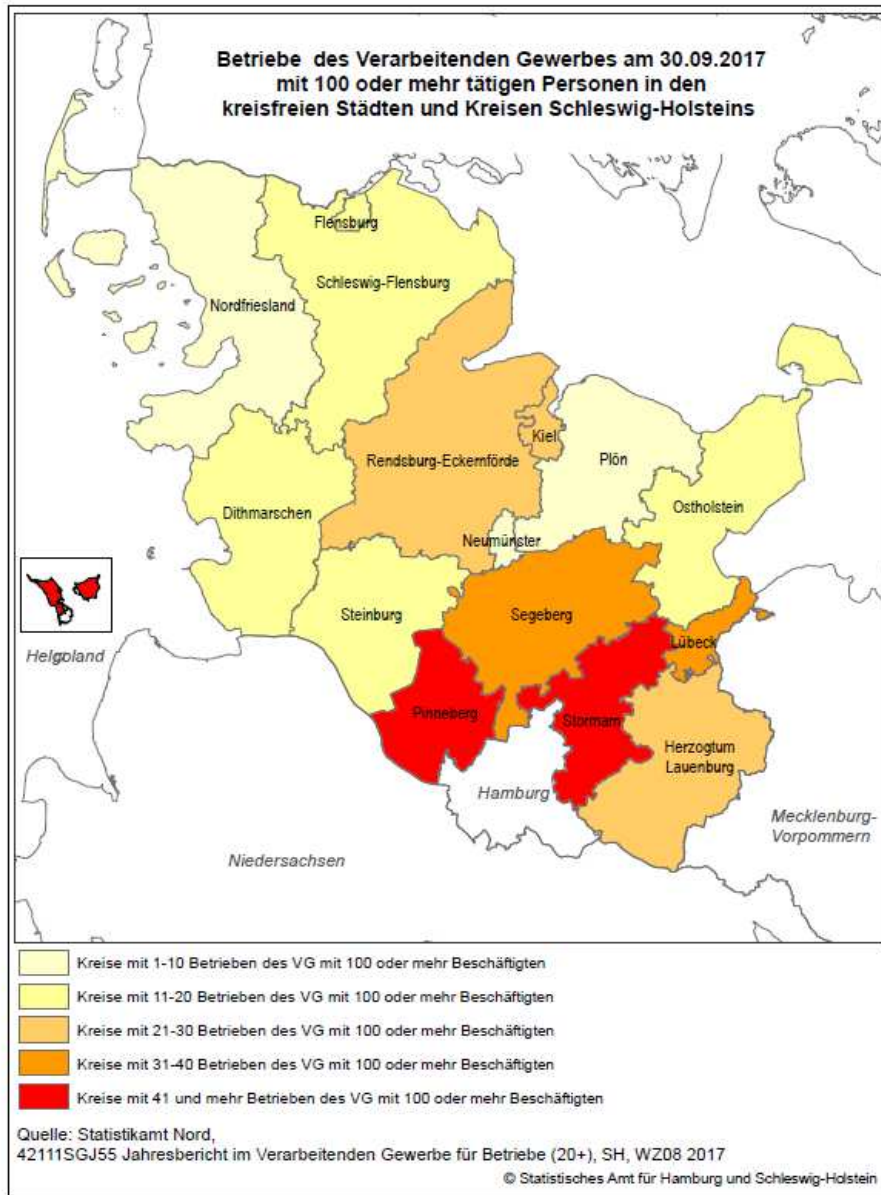 Betriebe des Verarbeitenden Gewerbes am 30.09.2017
mit 100 oder mehr tätigen Personen in den
kreisfreien Städten und Kreisen Schleswig-Holsteins
Flensburg
Schleswig-Flensburg
Nordfriesland
Kiel
Rendsburg-Eckernförde
Plön
Ostholstein
Dithmarschen
Neumünster
Steinburg
Segeberg
Lübeck
Helgoland
Pinneberg
Stormarn
Herzogtum
Lauenburg
Hamburg
Mecklenburg-
Vorpommern
Niedersachsen
Kreise mit 1-10 Betrieben des VG mit 100 oder mehr Beschäftigten
Kreise mit 11-20 Betrieben des VG mit 100 oder mehr Beschäftigten
Kreise mit 21-30 Betrieben des VG mit 100 oder mehr Beschäftigten
Kreise mit 31-40 Betrieben des VG mit 100 oder mehr Beschäftigten
Kreise mit 41 und mehr Betrieben des VG mit 100 oder mehr Beschäftigten
Quelle: Statistikamt Nord,
42111SGJ55 Jahresbericht im Verarbeitenden Gewerbe für Betriebe (20+), SH, WZ08 2017
© Statistisches Amt für Hamburg und Schleswig-Holstein